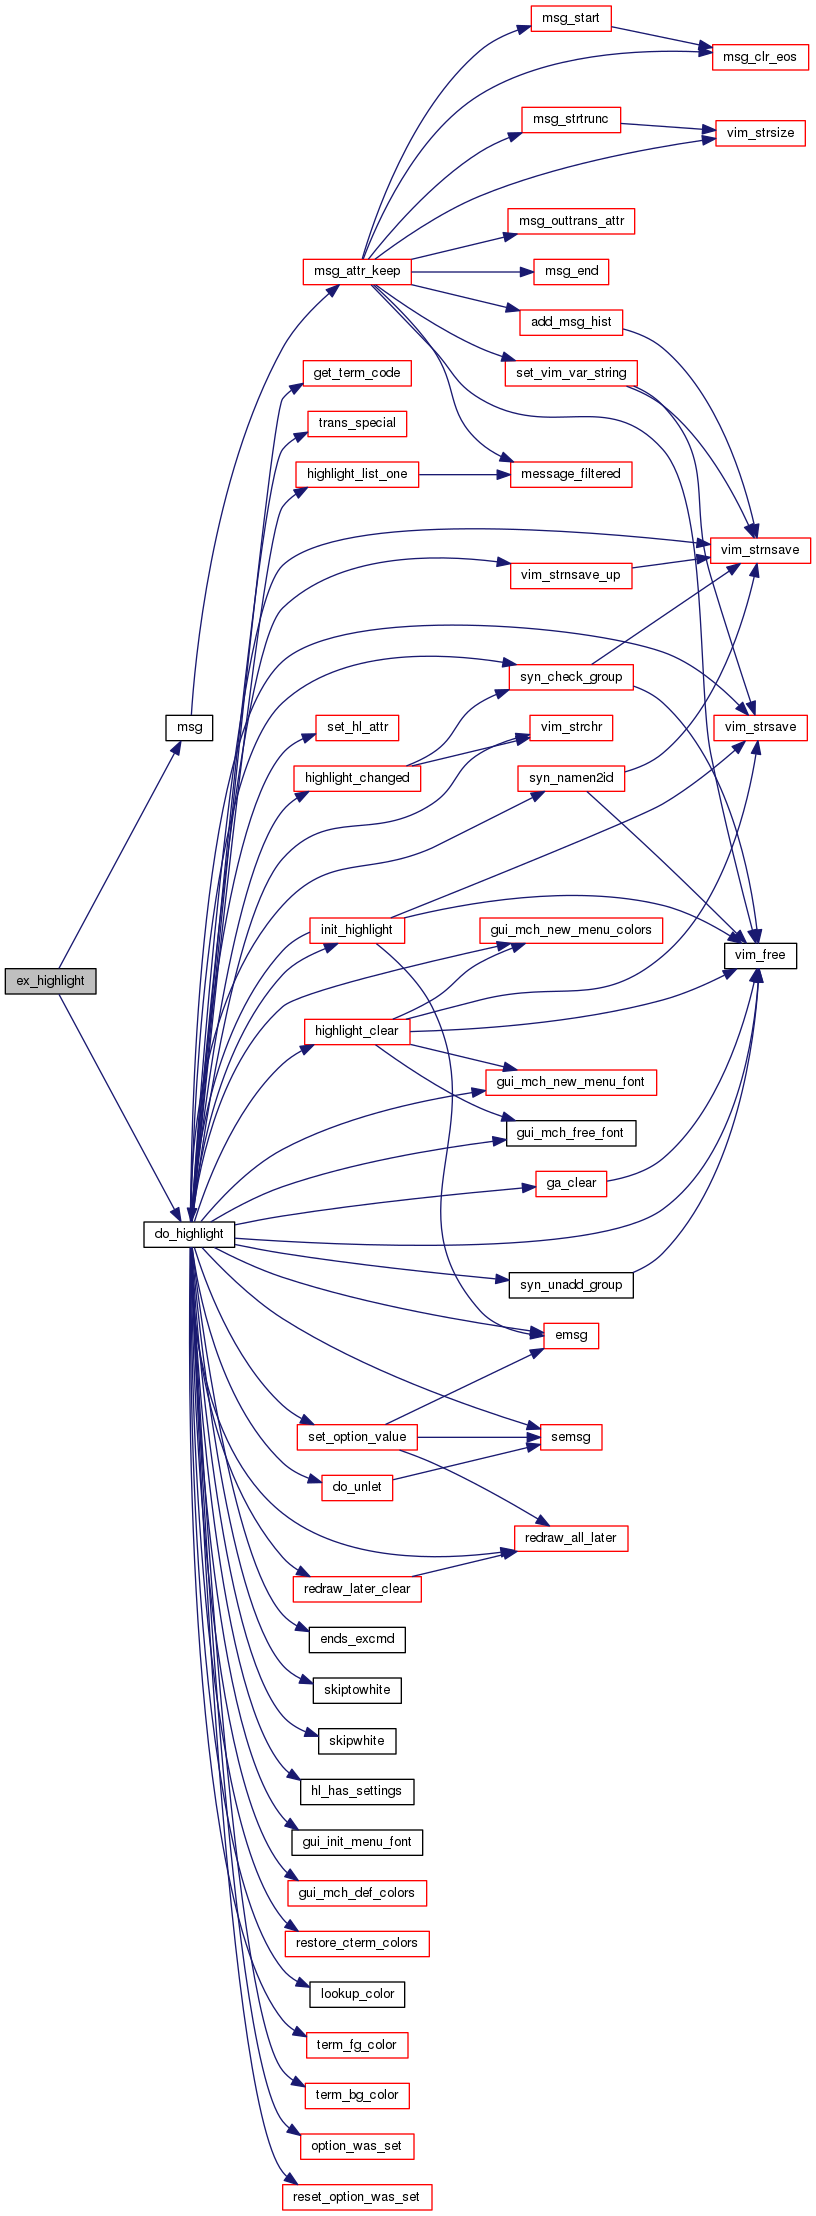 msg_start
msg_clr_eos
msg_strtrunc
vim_strsize
msg_outtrans_attr
msg_attr_keep
msg_end
add_msg_hist
get_term_code
set_vim_var_string
trans_special
highlight_list_one
message_filtered
vim_strnsave
vim_strnsave_up
syn_check_group
msg
set_hl_attr
vim_strchr
vim_strsave
highlight_changed
syn_namen2id
init_highlight
gui_mch_new_menu_colors
vim_free
ex_highlight
highlight_clear
gui_mch_new_menu_font
gui_mch_free_font
ga_clear
do_highlight
syn_unadd_group
emsg
set_option_value
semsg
do_unlet
redraw_all_later
redraw_later_clear
ends_excmd
skiptowhite
skipwhite
hl_has_settings
gui_init_menu_font
gui_mch_def_colors
restore_cterm_colors
lookup_color
term_fg_color
term_bg_color
option_was_set
reset_option_was_set